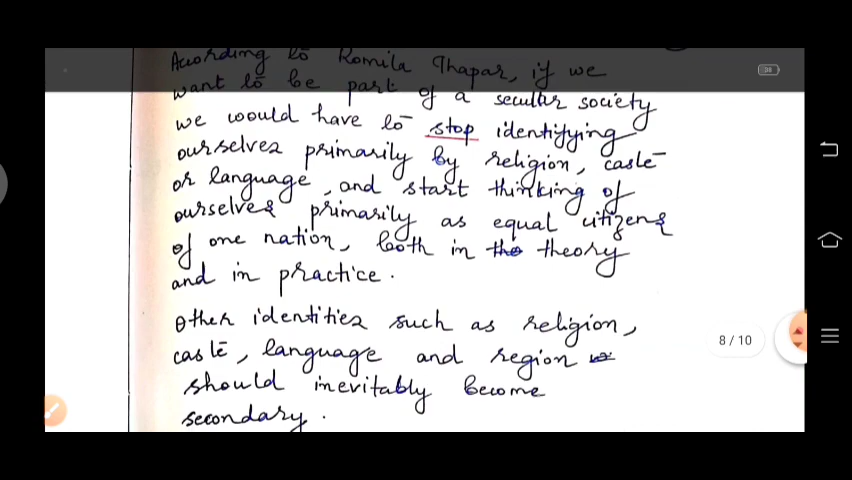 Acording to Romila Thapar, if we
want to be part of a secular society
we would have to stop identifying
ourselves primarily by religion, caste
or language, and start thinking of
ourselves primarily as equal citizens
of one nation, both in the theory
and in practice.
Other identities such as religion,
caste, language and region
should inevitably become
secondary.
8/10